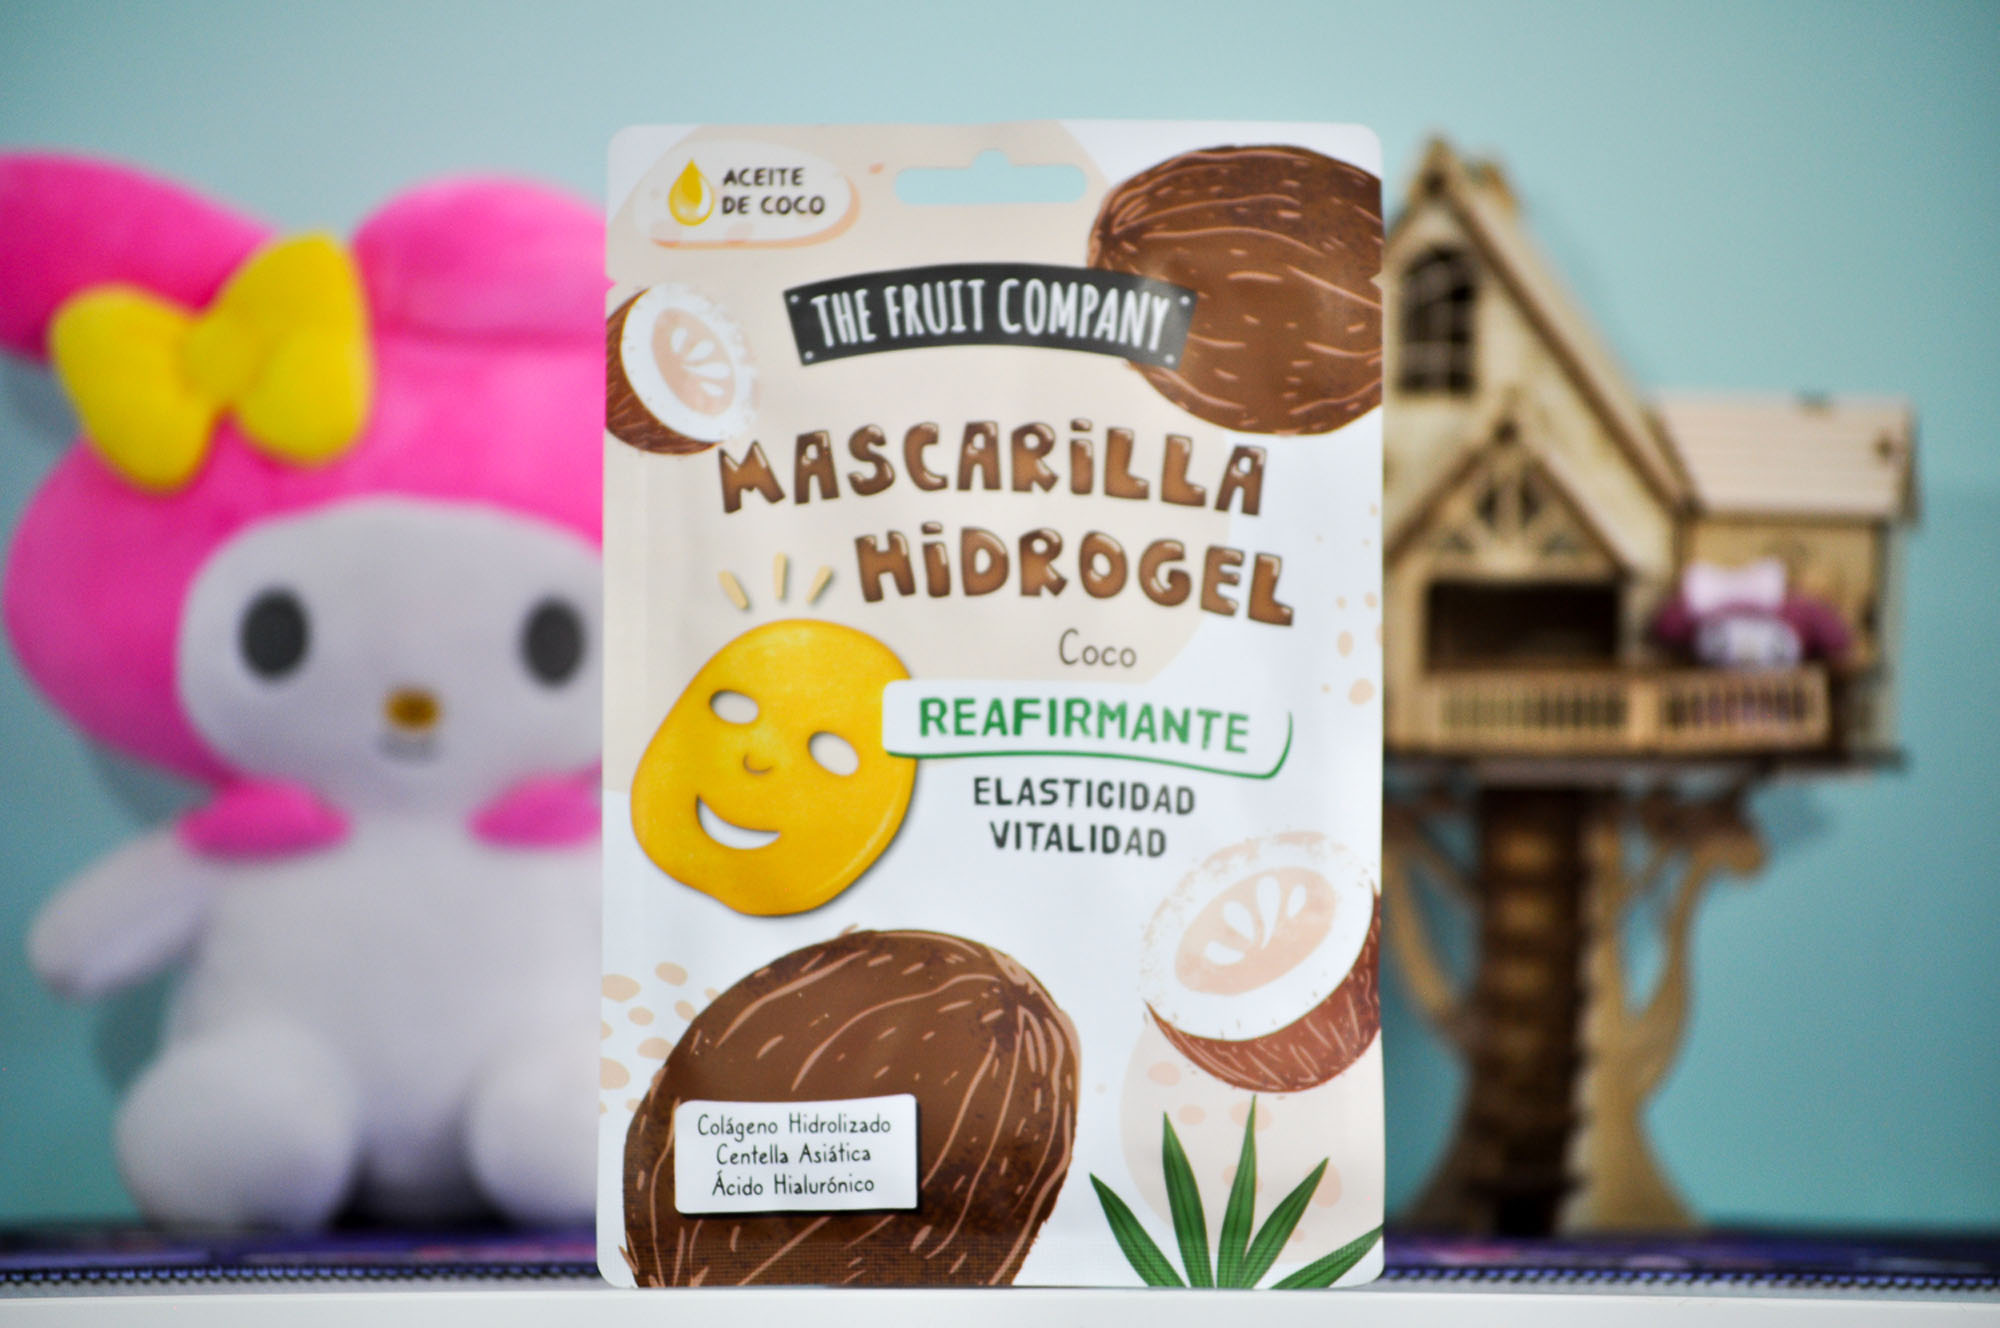 ACEITE
DE COCO
THE FRUIT COMPANY
MASCARiLLA
HiDROGEL
Coco
REAFIRMANTE
ELASTICIDAD
VITALIDAD
Colágeno Hidrolizado
Centella Asiática
Ácido Hialurónico